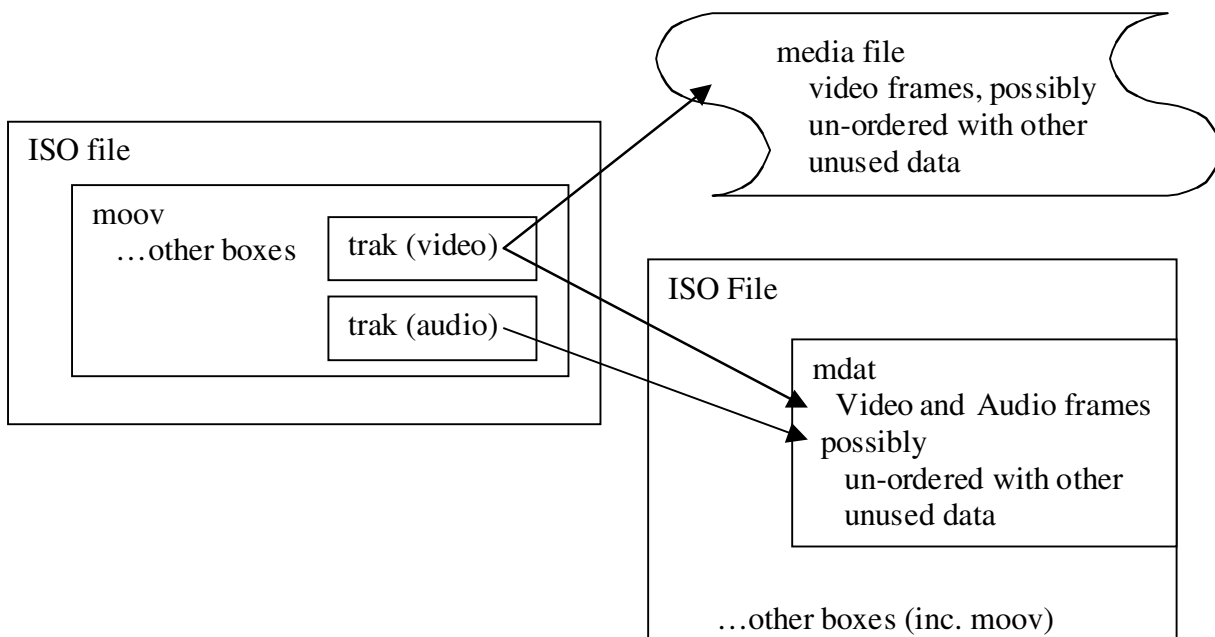 media file
video frames, possibly
un-ordered with other
unused data
ISO file
moov
…other boxes
trak (video)
trak (audio)
ISO File
mdat
Video and Audio frames
possibly
un-ordered with other
unused data
…other boxes (inc. moov)